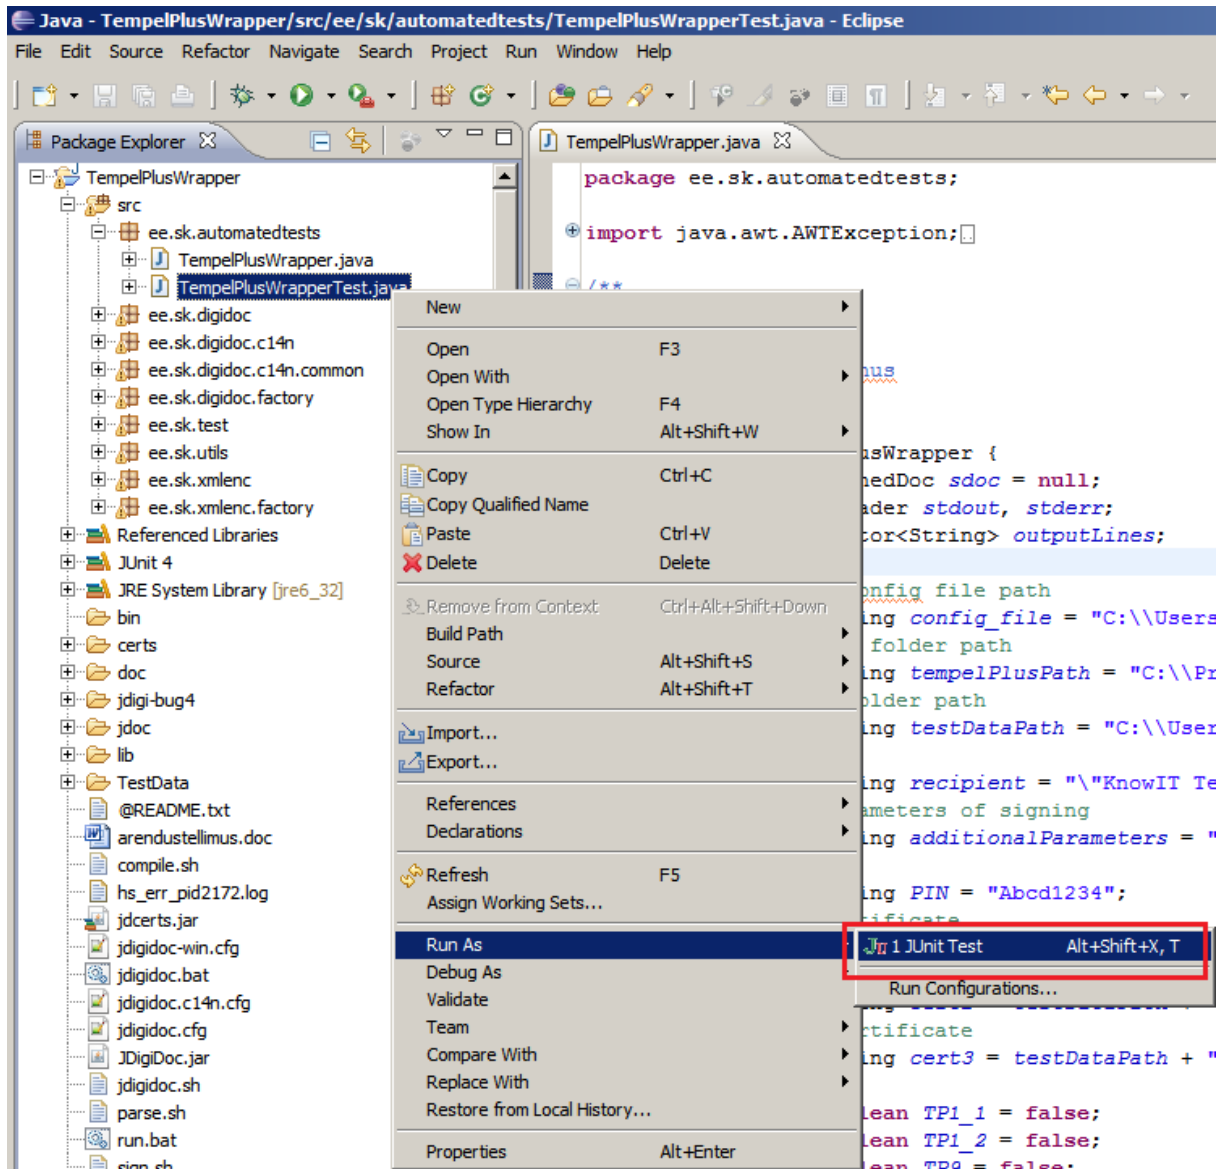 Java - TempelPlusWrapper/src/ee/sk/automatedtests/TempelPlusWrapperTest.java - Eclipse
File Edit Source Refactor Navigate Search Project Run Window Help
Package Explorer
TempelPlusWrapper.java
TempelPlusWrapper
src
ee.sk.automatedtests
TempelPlusWrapper.java
TempelPlusWrapperTest.java
ee.sk.digidoc
ee.sk.digidoc.c14n
ee.sk.digidoc.c14n.common
ee.sk.digidoc.factory
ee.sk.test
ee.sk.utils
ee.sk.xmlenc
ee.sk.xmlenc.factory
Referenced Libraries
JUnit 4
JRE System Library [jre6_32]
bin
certs
doc
jdigi-bug4
jdoc
lib
TestData
@README.txt
arendustellimus.doc
compile.sh
hs_err_pid2172.log
jdcerts.jar
jdigidoc-win.cfg
jdigidoc.bat
jdigidoc.c14n.cfg
jdigidoc.cfg
JDigiDoc.jar
jdigidoc.sh
parse.sh
run.bat
sign.sh
New
Open F3
Open With
Open Type Hierarchy F4
Show In Alt+Shift+W
Copy Ctrl+C
Copy Qualified Name
Paste Ctrl+V
Delete Delete
Remove from Context Ctrl+Alt+Shift+Down
Build Path
Source Alt+Shift+S
Refactor Alt+Shift+T
Import...
Export...
References
Declarations
Refresh F5
Assign Working Sets...
Run As
Debug As
Validate
Team
Compare With
Replace With
Restore from Local History...
Properties Alt+Enter
1 JUnit Test Alt+Shift+X, T
Run Configurations...
package ee.sk.automatedtests;
import java.awt.AWTException;
/**
nus
usWrapper {
nedDoc sdoc = null;
ader stdout, stderr;
tor<String> outputLines;
onfig file path
ing config_file = "C:\\Users
folder path
ing tempelPlusPath = "C:\\Pr
older path
ing testDataPath = "C:\\User
ing recipient = "\"KnowIT Te
ameters of signing
ing additionalParameters = "
ing PIN = "Abcd1234";
tificate
rtificate
ing cert3 = testDataPath + "
lean TP1_1 = false;
lean TP1_2 = false;
lean TP9 = false;